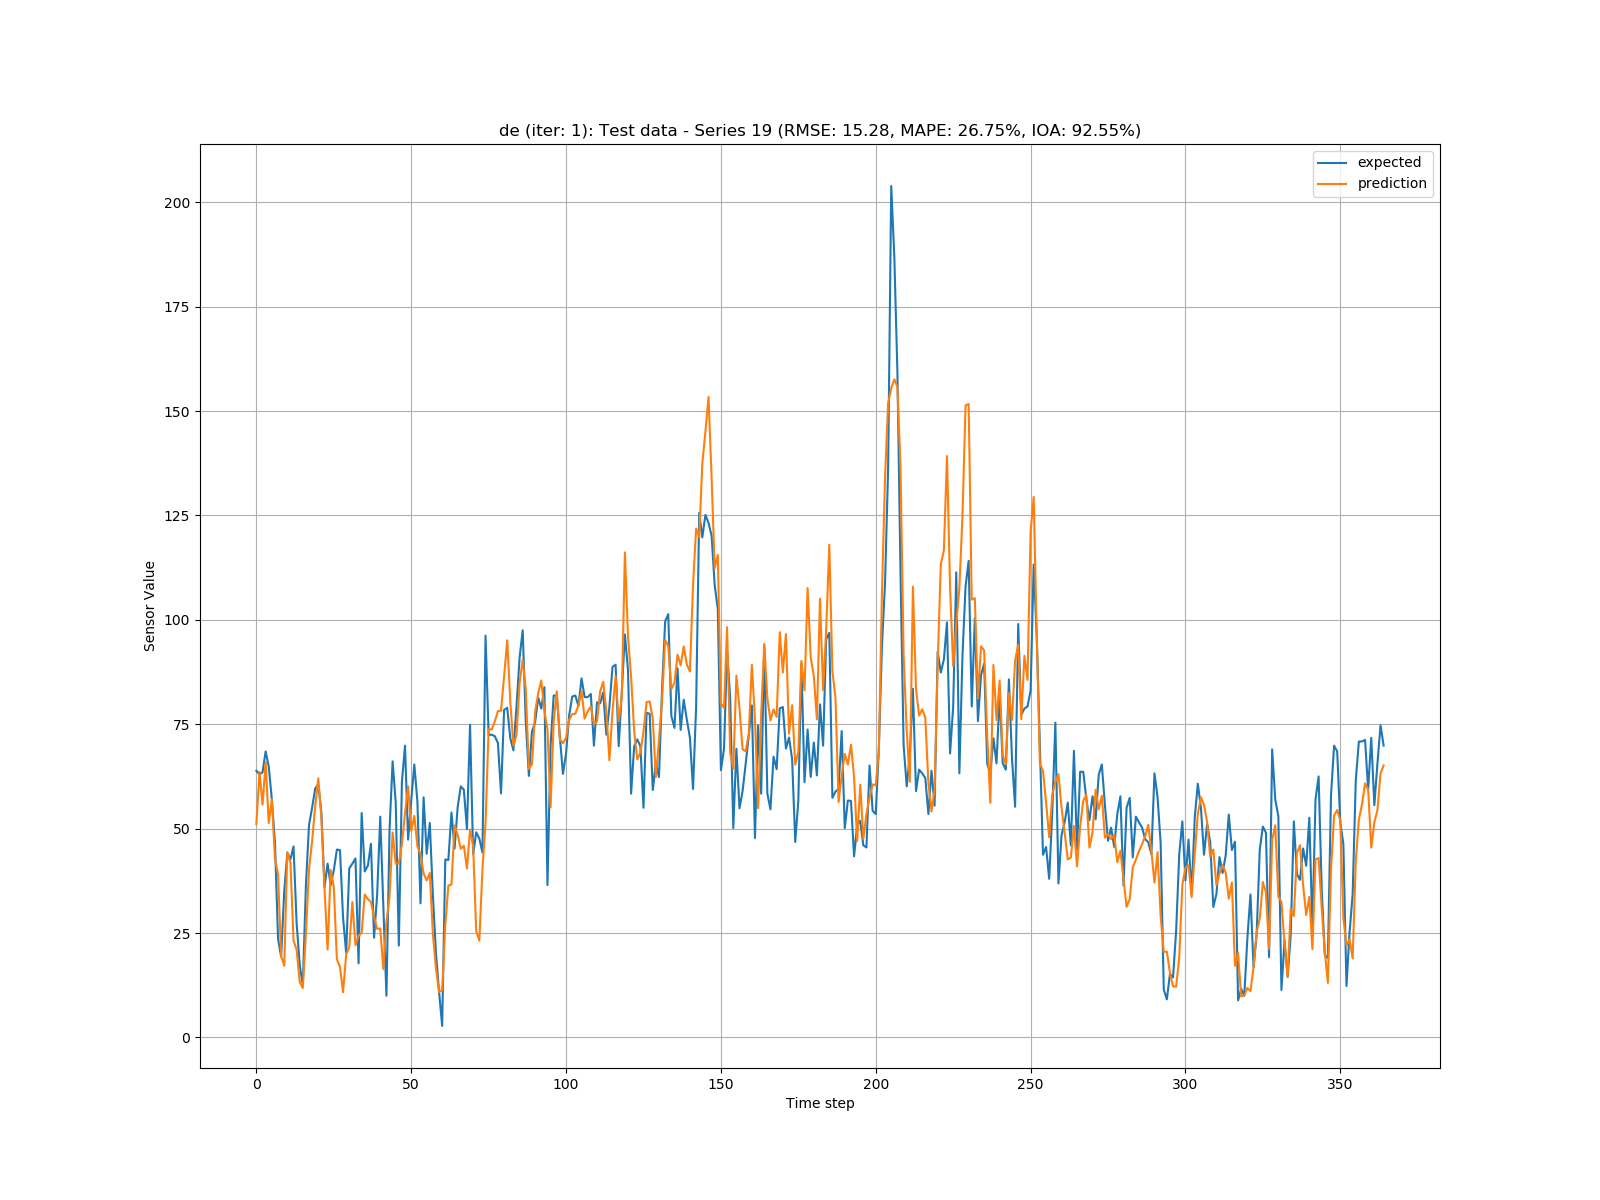 de (iter: 1): Test data - Series 19 (RMSE: 15.28, MAPE: 26.75%, IOA: 92.55%)
expected
prediction
200
175
150
125
100
75
50
25
0
Sensor Value
0 50 100 150 200 250 300 350
Time step